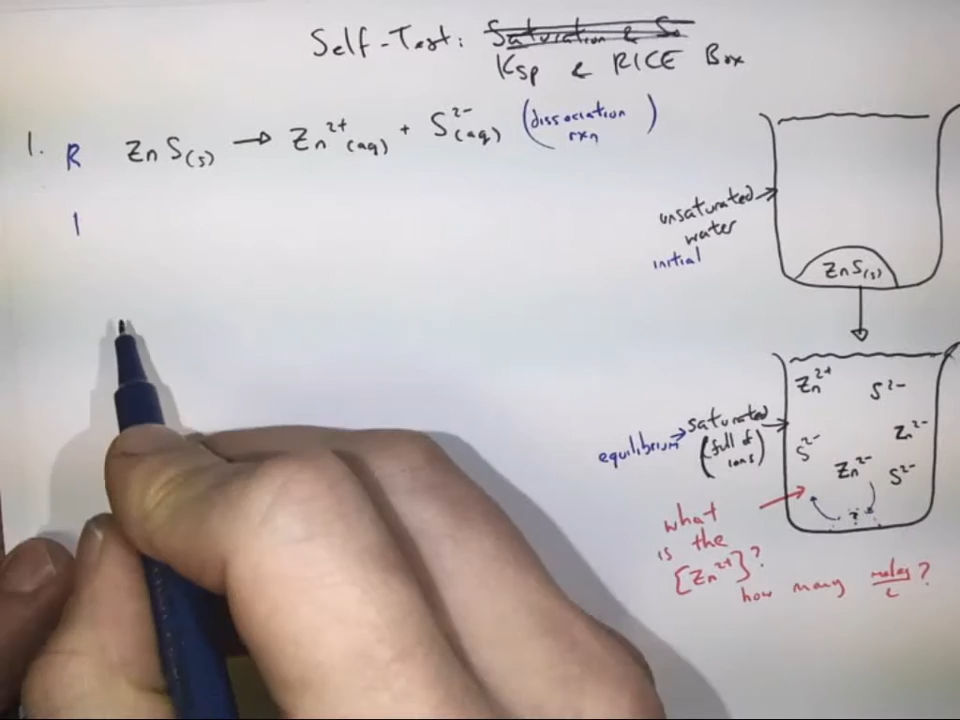 Self-Test: Saturation & So
Ksp & RICE Box
1. R ZnS(s) → Zn²⁺(aq) + S²⁻(aq) (dissociation
rxn)
I
unsaturated
water
initial
ZnS(s)
equilibrium → saturated
(full of
ions)
Zn²⁺ S²⁻
S²⁻ Zn²⁻
Zn²⁻ S²⁻
what
is the
[Zn²⁺]?
how many moles/L?